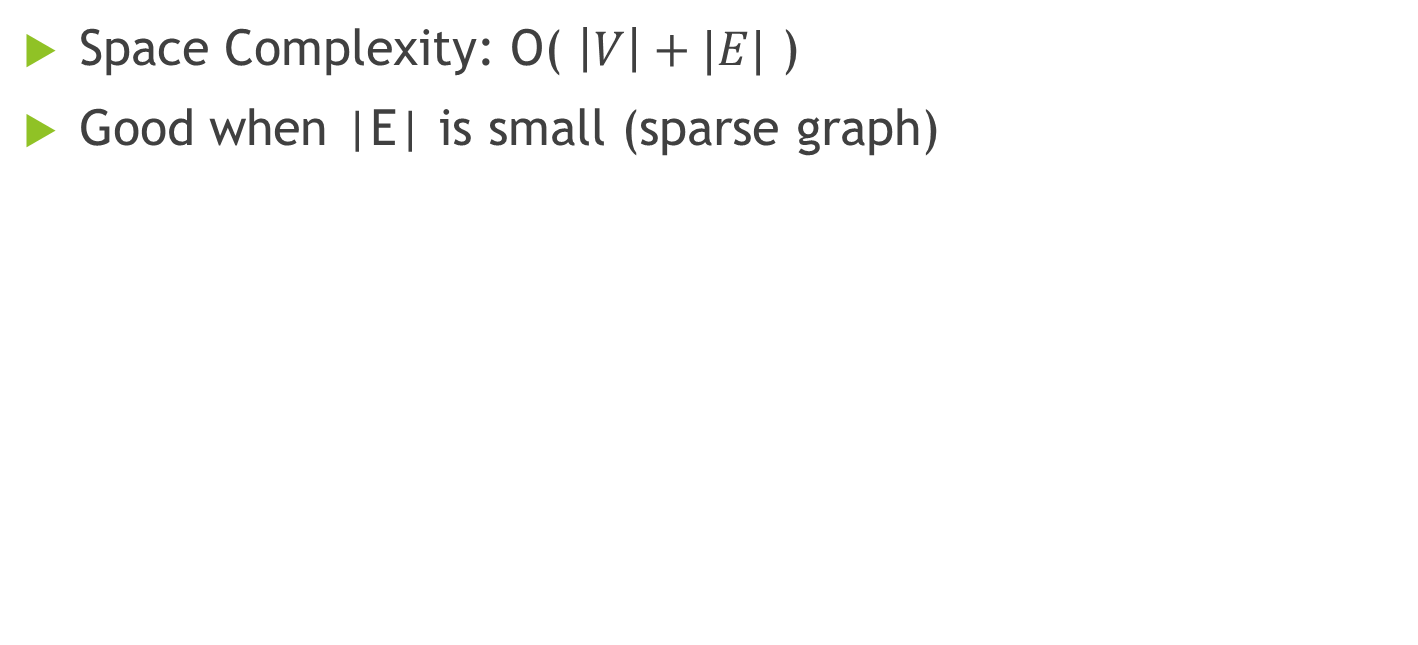 Space Complexity: O( |V| + |E| )
Good when |E| is small (sparse graph)